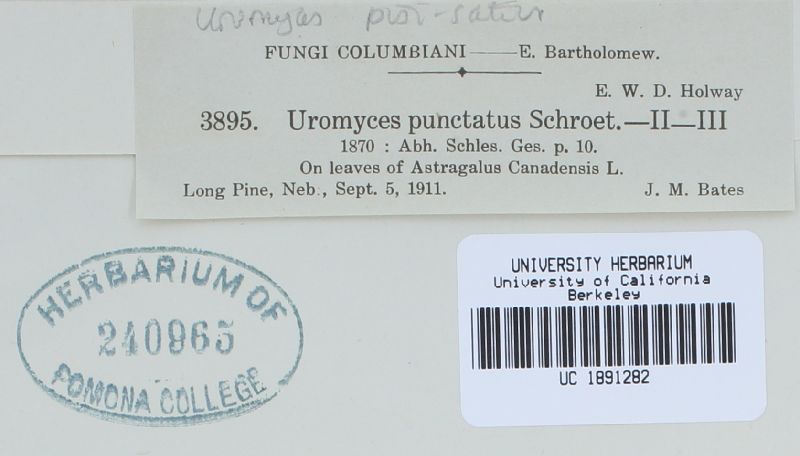 Uromyces pisi-sativi
FUNGI COLUMBIANI—E. Bartholomew.
E. W. D. Holway
3895. Uromyces punctatus Schroet.—II—III
1870 : Abh. Schles. Ges. p. 10.
On leaves of Astragalus Canadensis L.
Long Pine, Neb., Sept. 5, 1911. J. M. Bates
HERBARIUM OF
240965
POMONA COLLEGE
UNIVERSITY HERBARIUM
University of California
Berkeley
UC 1891282